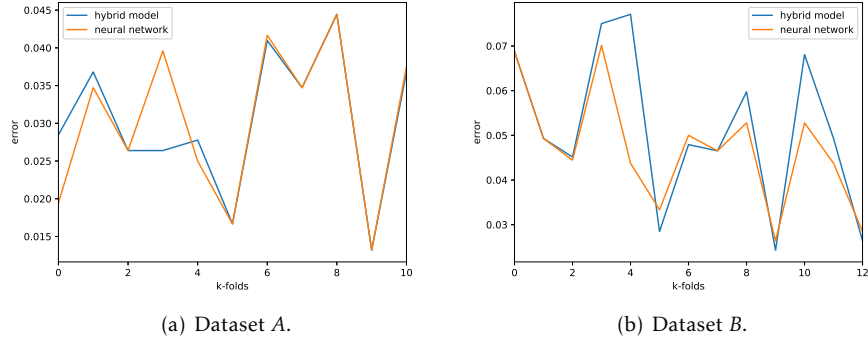 0.045
0.040
0.035
0.030
0.025
0.020
0.015
error
hybrid model
neural network
0 2 4 6 8 10
k-folds
(a) Dataset A.
0.07
0.06
0.05
0.04
0.03
error
hybrid model
neural network
0 2 4 6 8 10 12
k-folds
(b) Dataset B.